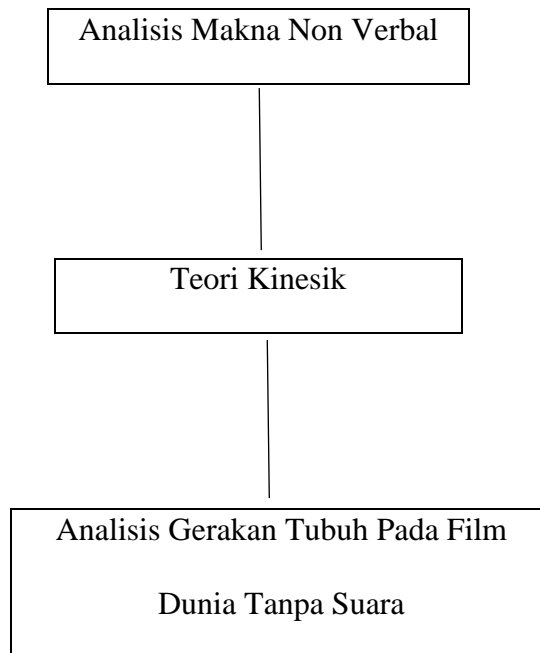 Analisis Makna Non Verbal
Teori Kinesik
Analisis Gerakan Tubuh Pada Film
Dunia Tanpa Suara